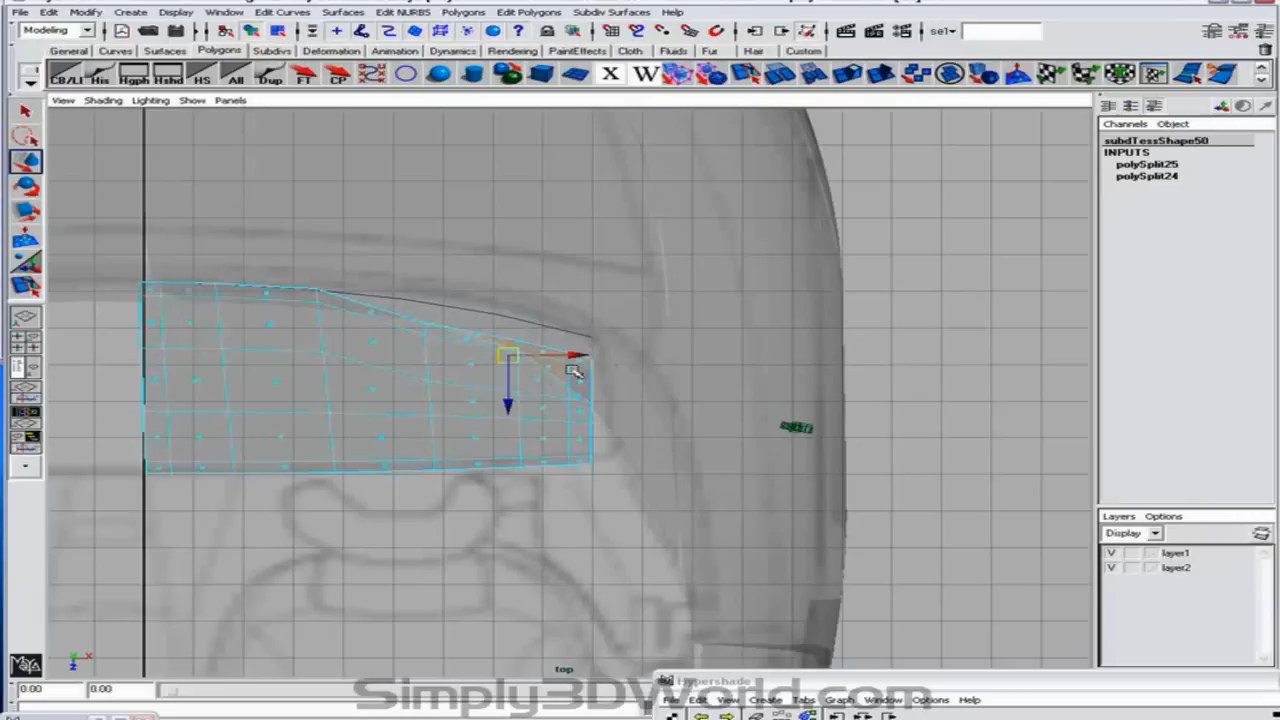 File Edit Modify Create Display Window Edit Curves Surfaces Edit NURBS Polygons Edit Polygons Subdiv Surfaces Help
Modeling sel
General Curves Surfaces Polygons Subdivs Deformation Animation Dynamics Rendering PaintEffects Cloth Fluids Fur Hair Custom
CB/LI His Hgph Hshd HS All Dup FT CP X W
View Shading Lighting Show Panels
Channels Object
subdTessShape50
INPUTS
polySplit25
polySplit24
Layers Options
Display
V layer1
V layer2
top
0.00 0.00
Hypershade
Simply3DWorld.com
File Edit View Create Tabs Graph Window Options Help